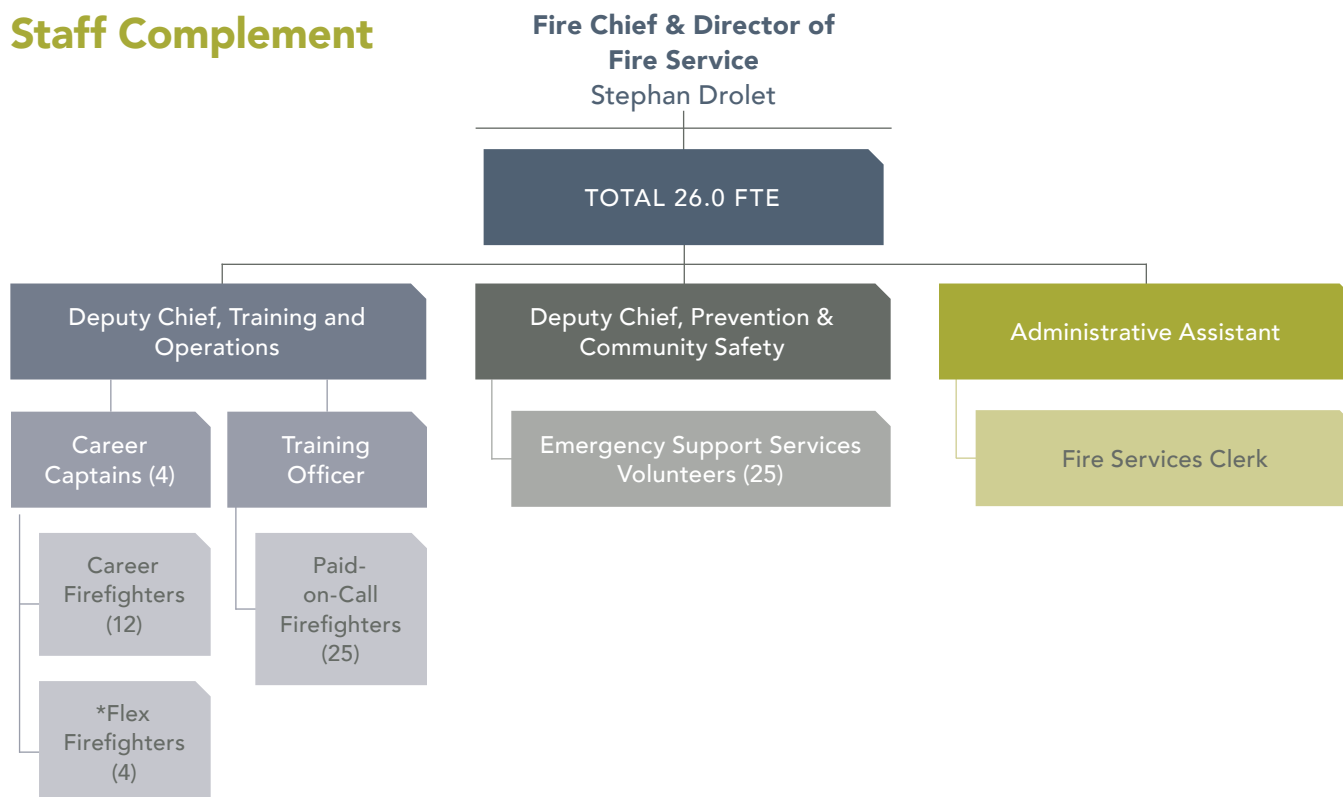 Staff Complement
Fire Chief & Director of
Fire Service
Stephan Drolet
TOTAL 26.0 FTE
Deputy Chief, Training and
Operations
Deputy Chief, Prevention &
Community Safety
Administrative Assistant
Career
Captains (4)
Training
Officer
Emergency Support Services
Volunteers (25)
Fire Services Clerk
Career
Firefighters
(12)
Paid-
on-Call
Firefighters
(25)
*Flex
Firefighters
(4)